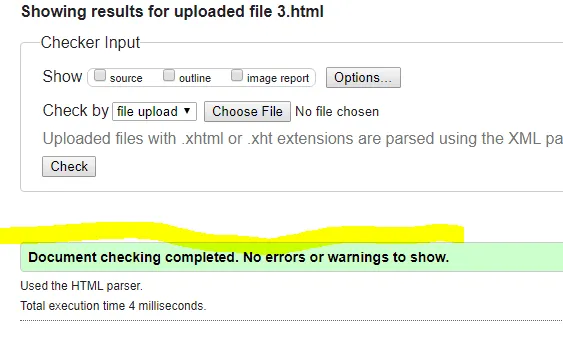 Showing results for uploaded file 3.html
Checker Input
Show source outline image report Options...
Check by file upload Choose File No file chosen
Uploaded files with .xhtml or .xht extensions are parsed using the XML pa
Check
Document checking completed. No errors or warnings to show.
Used the HTML parser.
Total execution time 4 milliseconds.